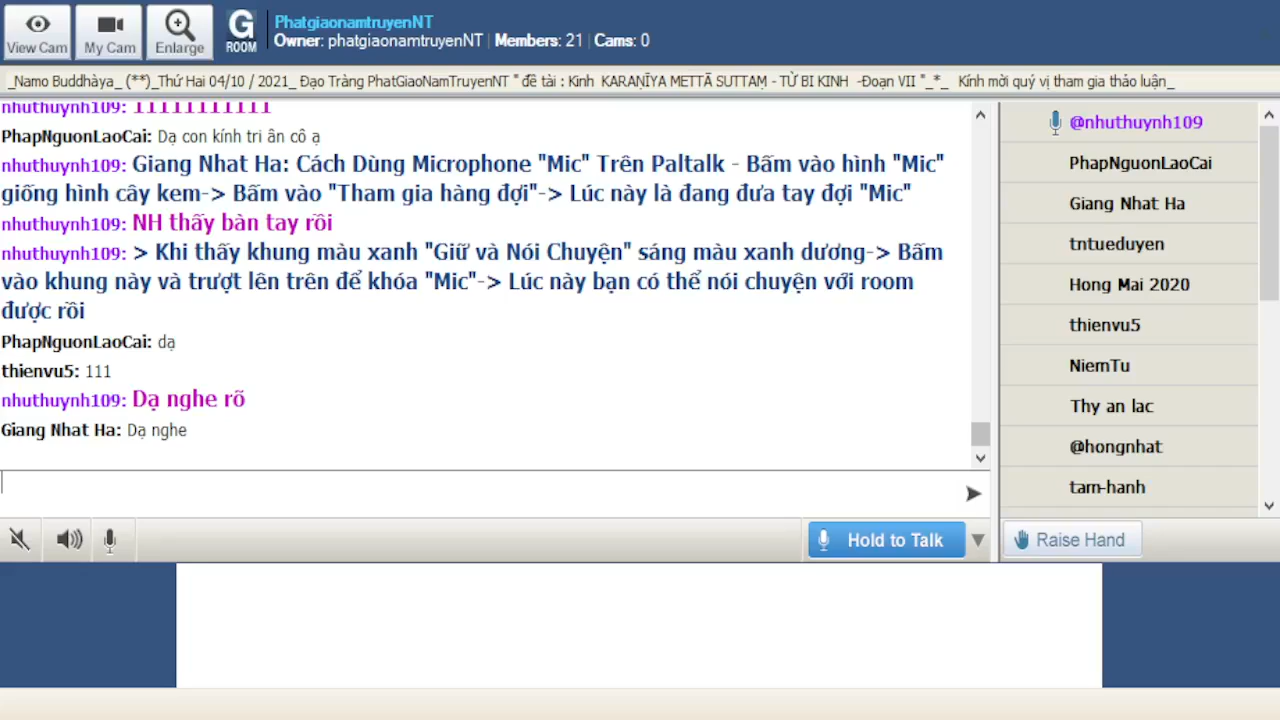 View Cam
My Cam
Enlarge
G
ROOM
PhatgiaonamtruyenNT
Owner: phatgiaonamtruyenNT | Members: 21 | Cams: 0
_Namo Buddhàya_ (**)_Thứ Hai 04/10 / 2021_ Đạo Tràng PhatGiaoNamTruyenNT " đề tài : Kinh KARAṆĪYA METTĀ SUTTAṂ - TỪ BI KINH -Đoạn VII "_*_ Kính mời quý vị tham gia thảo luận_
nhuthuynh109: 11111111111
PhapNguonLaoCai: Dạ con kính tri ân cô ạ
nhuthuynh109: Giang Nhat Ha: Cách Dùng Microphone "Mic" Trên Paltalk - Bấm vào hình "Mic"
giống hình cây kem-> Bấm vào "Tham gia hàng đợi"-> Lúc này là đang đưa tay đợi "Mic"
nhuthuynh109: NH thấy bàn tay rồi
nhuthuynh109: > Khi thấy khung màu xanh "Giữ và Nói Chuyện" sáng màu xanh dương-> Bấm
vào khung này và trượt lên trên để khóa "Mic"-> Lúc này bạn có thể nói chuyện với room
được rồi
PhapNguonLaoCai: dạ
thienvu5: 111
nhuthuynh109: Dạ nghe rõ
Giang Nhat Ha: Dạ nghe
@nhuthuynh109
PhapNguonLaoCai
Giang Nhat Ha
tntueduyen
Hong Mai 2020
thienvu5
NiemTu
Thy an lac
@hongnhat
tam-hanh
Hold to Talk
Raise Hand